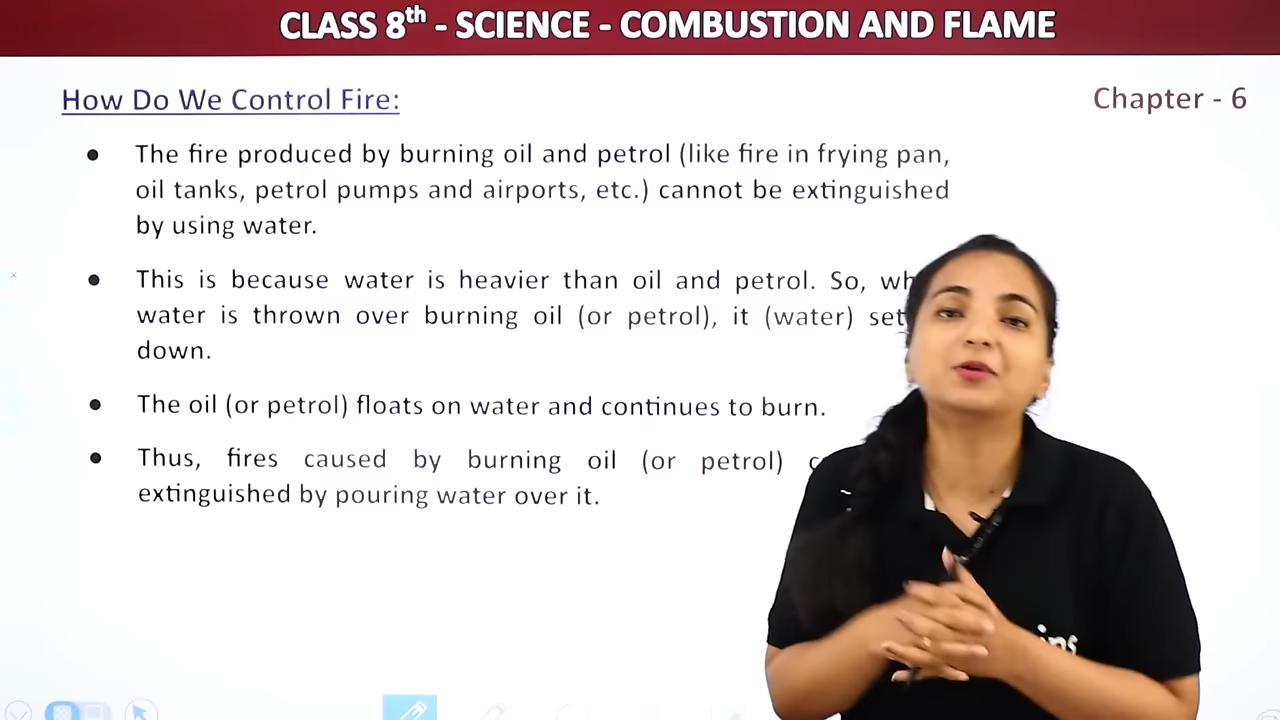 CLASS 8th - SCIENCE - COMBUSTION AND FLAME
How Do We Control Fire:
Chapter - 6
● The fire produced by burning oil and petrol (like fire in frying pan,
oil tanks, petrol pumps and airports, etc.) cannot be extinguished
by using water.
● This is because water is heavier than oil and petrol. So,
water is thrown over burning oil (or petrol), it (water)
down.
● The oil (or petrol) floats on water and continues to burn.
● Thus, fires caused by burning oil (or petrol)
extinguished by pouring water over it.